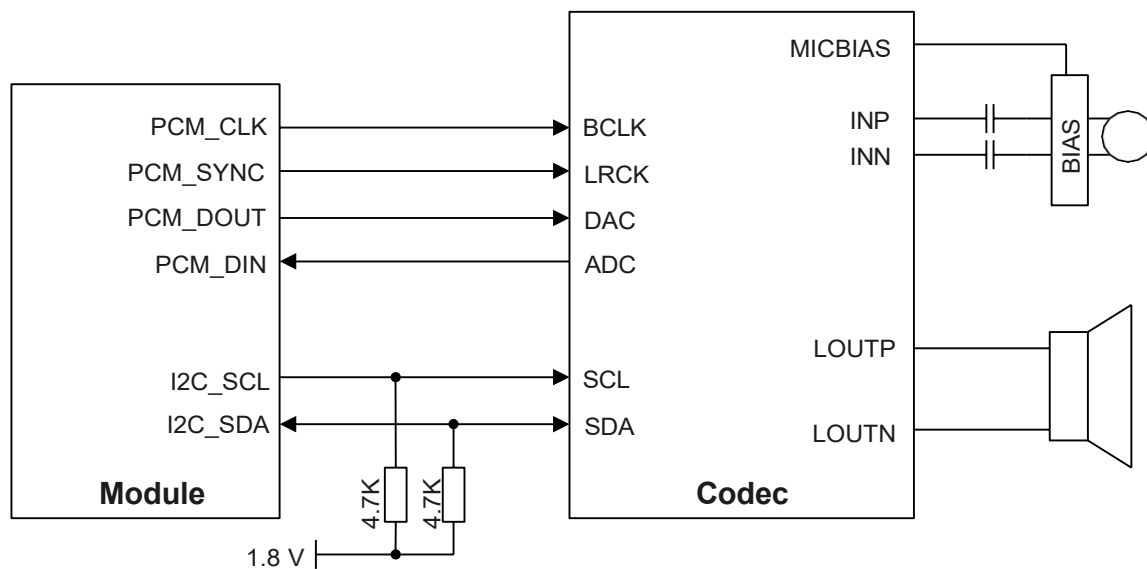 MICBIAS
PCM_CLK
BCLK
INP
PCM_SYNC
LRCK
INN
BIAS
PCM_DOUT
DAC
PCM_DIN
ADC
LOUTP
I2C_SCL
SCL
I2C_SDA
SDA
LOUTN
Module
4.7K
4.7K
Codec
1.8 V